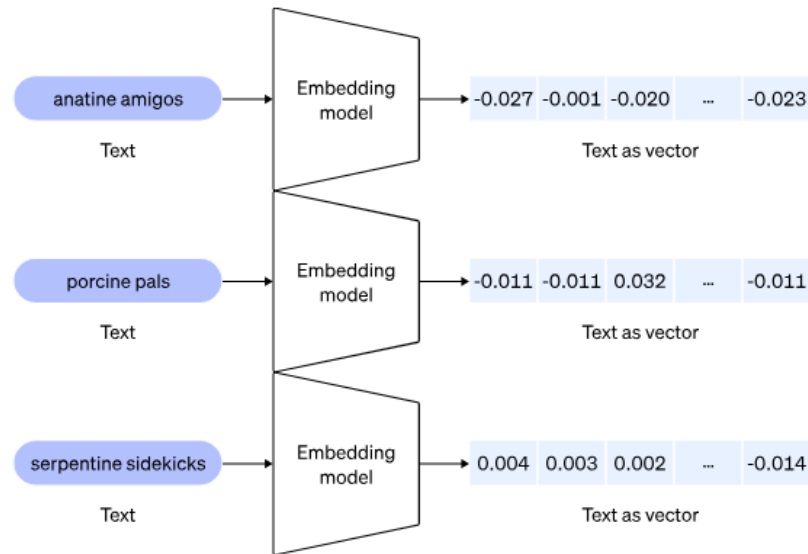 anatine amigos
Embedding
model
-0.027 -0.001 -0.020 ... -0.023
Text
Text as vector
porcine pals
Embedding
model
-0.011 -0.011 0.032 ... -0.011
Text
Text as vector
serpentine sidekicks
Embedding
model
0.004 0.003 0.002 ... -0.014
Text
Text as vector